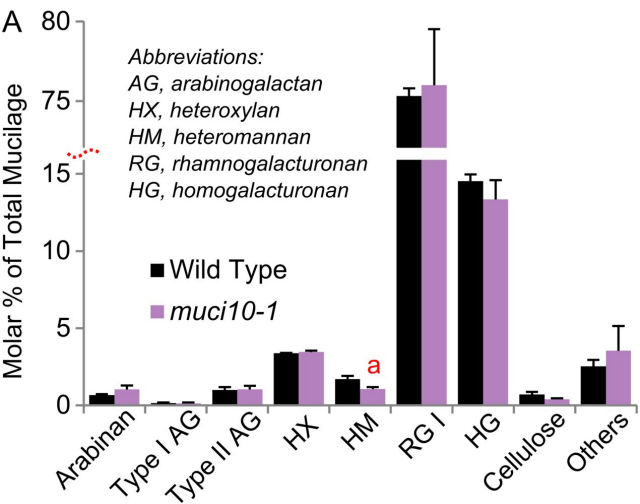 A
80
75
15
10
5
0
Molar % of Total Mucilage
Abbreviations:
AG, arabinogalactan
HX, heteroxylan
HM, heteromannan
RG, rhamnogalacturonan
HG, homogalacturonan
Wild Type
muci10-1
a
Arabinan
Type I AG
Type II AG
HX
HM
RG I
HG
Cellulose
Others